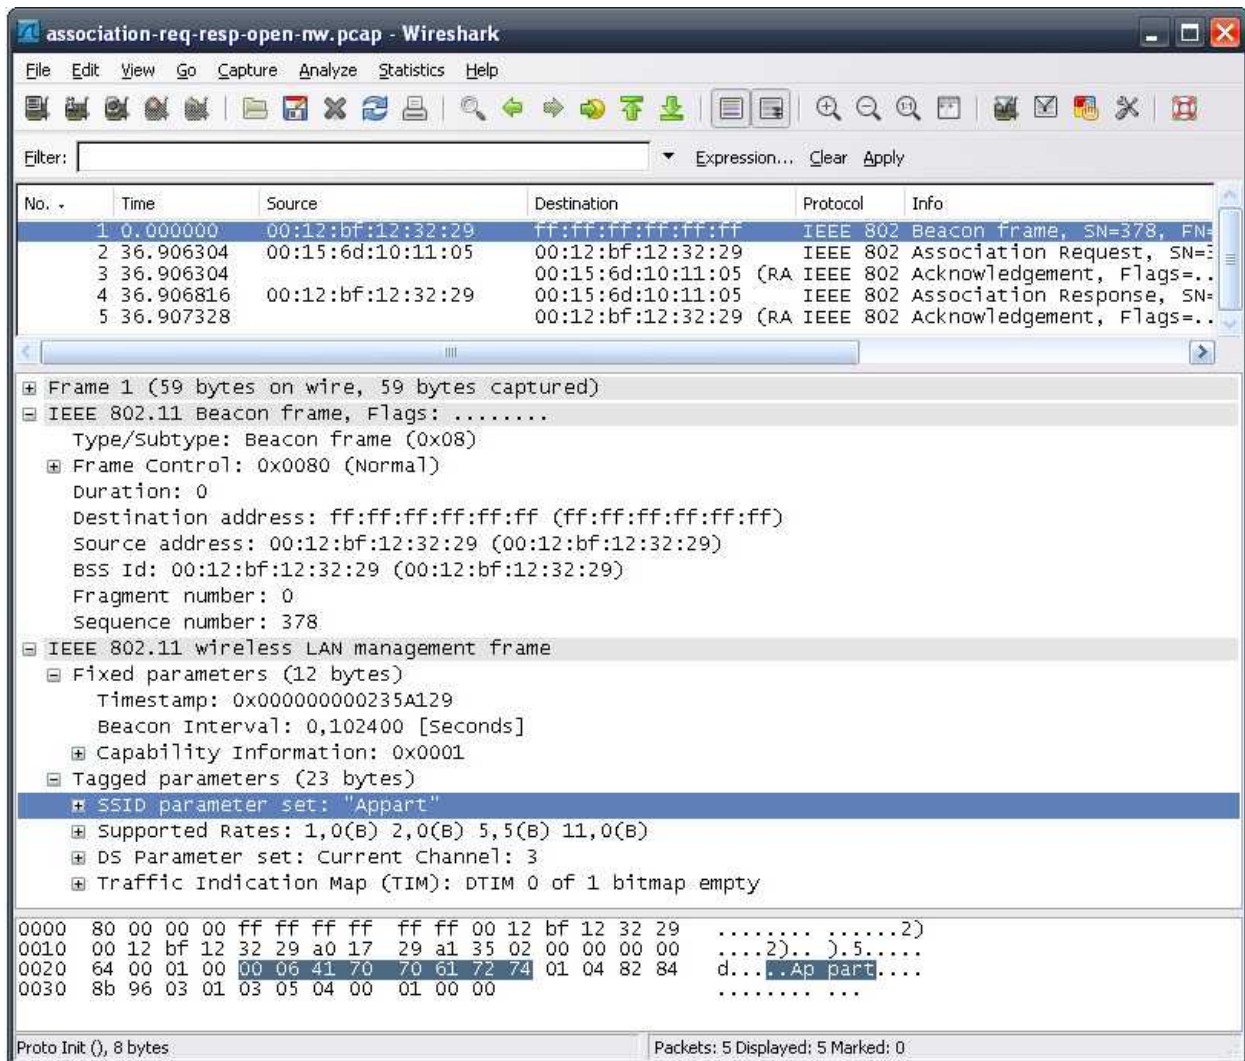 association-req-resp-open-nw.pcap - Wireshark
File Edit View Go Capture Analyze Statistics Help
Filter: Expression... Clear Apply
No. Time Source Destination Protocol Info
1 0.000000 00:12:bf:12:32:29 ff:ff:ff:ff:ff:ff IEEE 802 Beacon frame, SN=378, FN=
2 36.906304 00:15:6d:10:11:05 00:12:bf:12:32:29 IEEE 802 Association Request, SN=3
3 36.906304 00:15:6d:10:11:05 (RA IEEE 802 Acknowledgement, Flags=..
4 36.906816 00:12:bf:12:32:29 00:15:6d:10:11:05 IEEE 802 Association Response, SN=
5 36.907328 00:12:bf:12:32:29 (RA IEEE 802 Acknowledgement, Flags=..
Frame 1 (59 bytes on wire, 59 bytes captured)
IEEE 802.11 Beacon frame, Flags: ........
Type/Subtype: Beacon frame (0x08)
Frame Control: 0x0080 (Normal)
Duration: 0
Destination address: ff:ff:ff:ff:ff:ff (ff:ff:ff:ff:ff:ff)
Source address: 00:12:bf:12:32:29 (00:12:bf:12:32:29)
BSS Id: 00:12:bf:12:32:29 (00:12:bf:12:32:29)
Fragment number: 0
Sequence number: 378
IEEE 802.11 wireless LAN management frame
Fixed parameters (12 bytes)
Timestamp: 0x000000000235A129
Beacon Interval: 0,102400 [Seconds]
Capability Information: 0x0001
Tagged parameters (23 bytes)
SSID parameter set: "Appart"
Supported Rates: 1,0(B) 2,0(B) 5,5(B) 11,0(B)
DS Parameter set: Current Channel: 3
Traffic Indication Map (TIM): DTIM 0 of 1 bitmap empty
0000 80 00 00 00 ff ff ff ff ff ff 00 12 bf 12 32 29 ........ ......2)
0010 00 12 bf 12 32 29 a0 17 29 a1 35 02 00 00 00 00 ....2).. ).5.....
0020 64 00 01 00 00 06 41 70 70 61 72 74 01 04 82 84 d.....Ap part....
0030 8b 96 03 01 03 05 04 00 01 00 00 ........ ...
Proto Init (), 8 bytes Packets: 5 Displayed: 5 Marked: 0